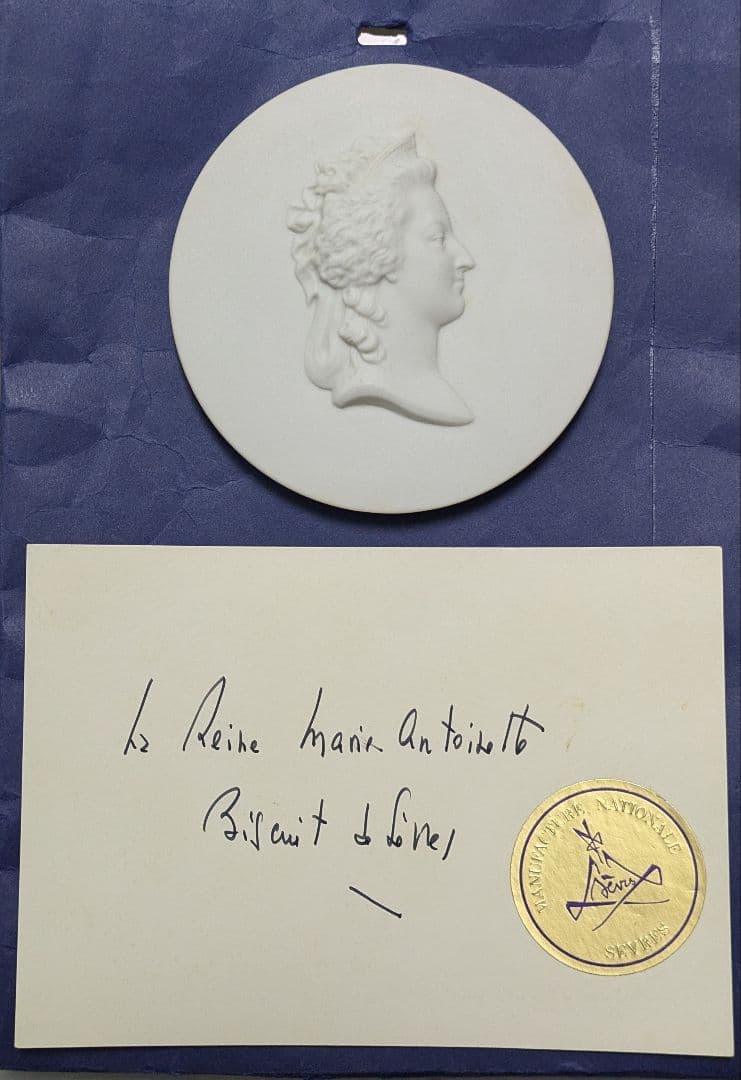 La Reine Marie Antoinette
Biscuit de Sèvres
MANUFACTURE NATIONALE
Sèvres
SEVRES